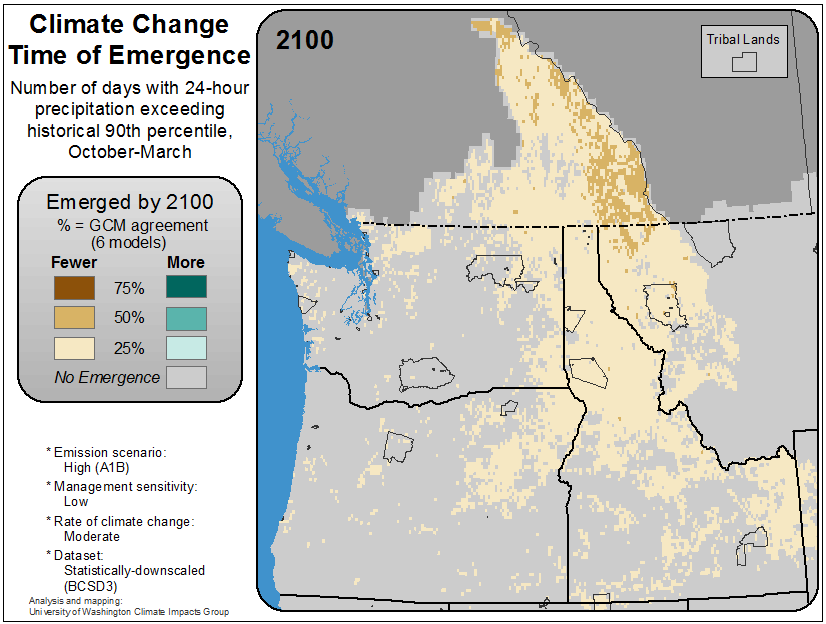 Climate Change
Time of Emergence
Number of days with 24-hour
precipitation exceeding
historical 90th percentile,
October-March
Emerged by 2100
% = GCM agreement
(6 models)
Fewer More
75%
50%
25%
No Emergence
* Emission scenario:
High (A1B)
* Management sensitivity:
Low
* Rate of climate change:
Moderate
* Dataset:
Statistically-downscaled
(BCSD3)
Analysis and mapping:
University of Washington Climate Impacts Group
2100
Tribal Lands